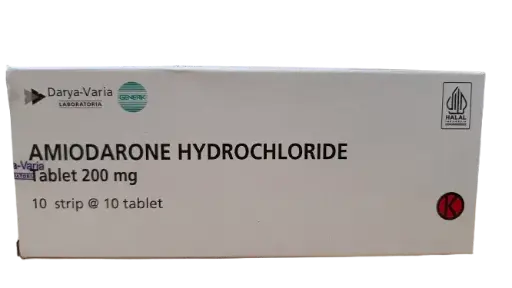 Darya-Varia
LABORATORIA
GENERIK
HALAL
AMIODARONE HYDROCHLORIDE
a-Varia
Tablet 200 mg
10 strip @ 10 tablet
K